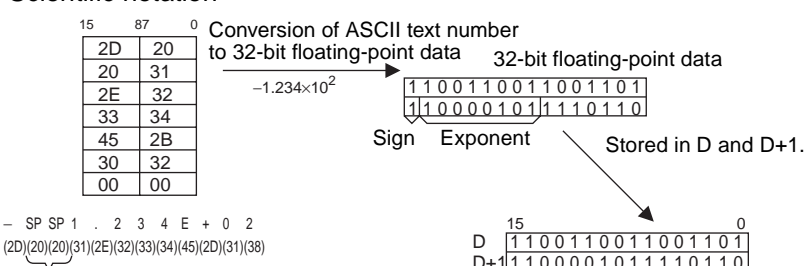 Scientific notation
15 87 0
2D 20
20 31
2E 32
33 34
45 2B
30 32
00 00
Conversion of ASCII text number
to 32-bit floating-point data
−1.234×10²
32-bit floating-point data
1 1 0 0 1 1 0 0 1 1 0 0 1 1 0 1
1 1 0 0 0 0 1 0 1 1 1 1 0 1 1 0
Sign Exponent
Stored in D and D+1.
– SP SP 1 . 2 3 4 E + 0 2
(2D)(20)(20)(31)(2E)(32)(33)(34)(45)(2D)(31)(38)
15 0
D 1 1 0 0 1 1 0 0 1 1 0 0 1 1 0 1
D+1 1 1 0 0 0 0 1 0 1 1 1 1 0 1 1 0